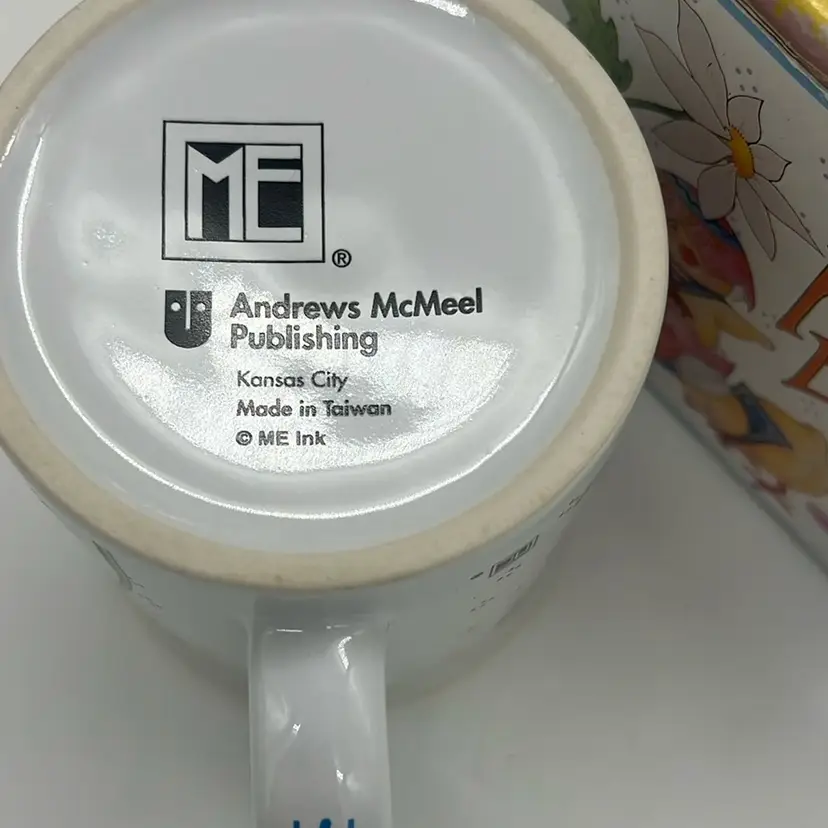 ME
®
Andrews McMeel
Publishing
Kansas City
Made in Taiwan
© ME Ink